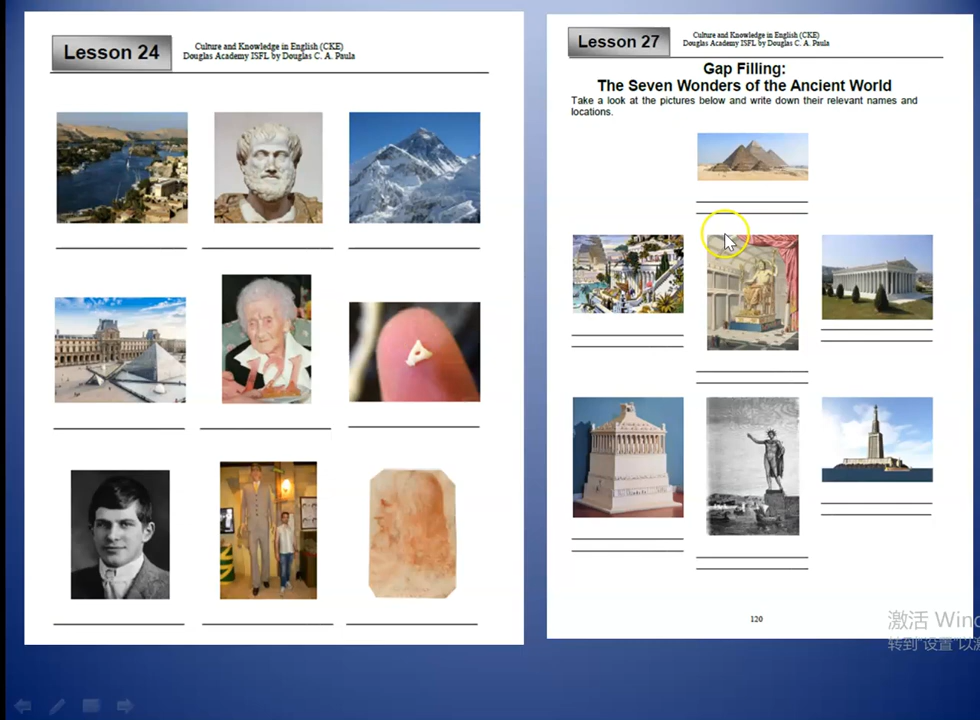 Lesson 24
Culture and Knowledge in English (CKE)
Douglas Academy ISFL by Douglas C. A. Paula
121
Lesson 27
Culture and Knowledge in English (CKE)
Douglas Academy ISFL by Douglas C. A. Paula
Gap Filling:
The Seven Wonders of the Ancient World
Take a look at the pictures below and write down their relevant names and
locations.
120
激活 Win
转到"设置"以